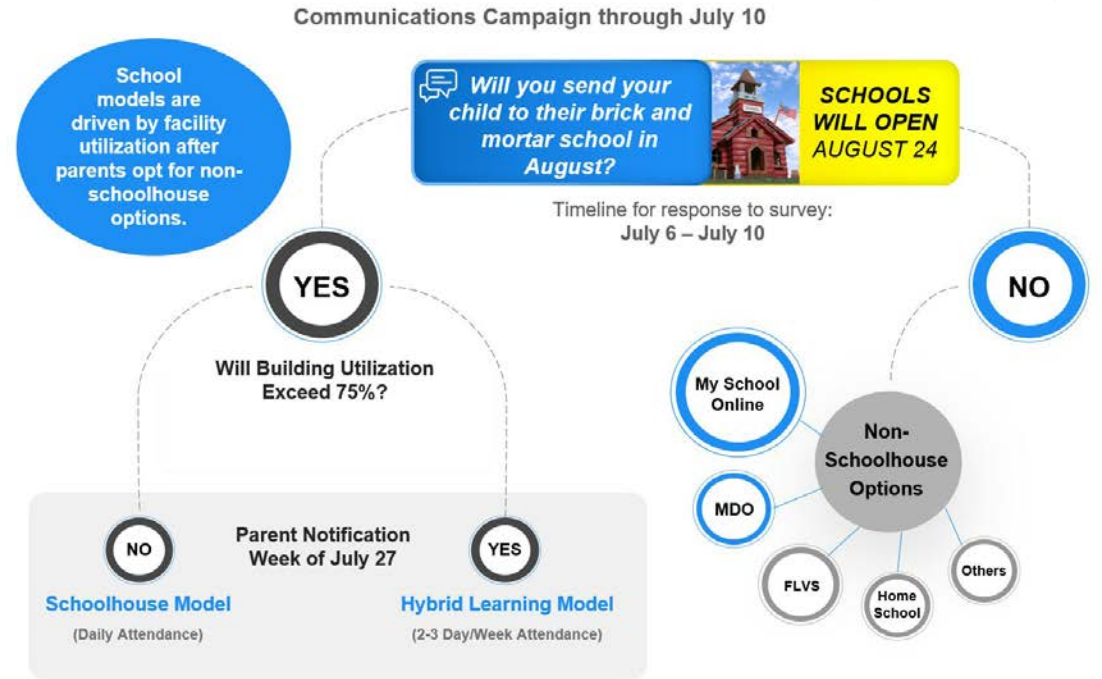 Communications Campaign through July 10
School
models are
driven by facility
utilization after
parents opt for non-
schoolhouse
options.
Will you send your
child to their brick and
mortar school in
August?
SCHOOLS
WILL OPEN
AUGUST 24
Timeline for response to survey:
July 6 – July 10
YES
NO
Will Building Utilization
Exceed 75%?
My School
Online
Non-
Schoolhouse
Options
MDO
FLVS
Home
School
Others
NO
Parent Notification
Week of July 27
YES
Schoolhouse Model
(Daily Attendance)
Hybrid Learning Model
(2-3 Day/Week Attendance)